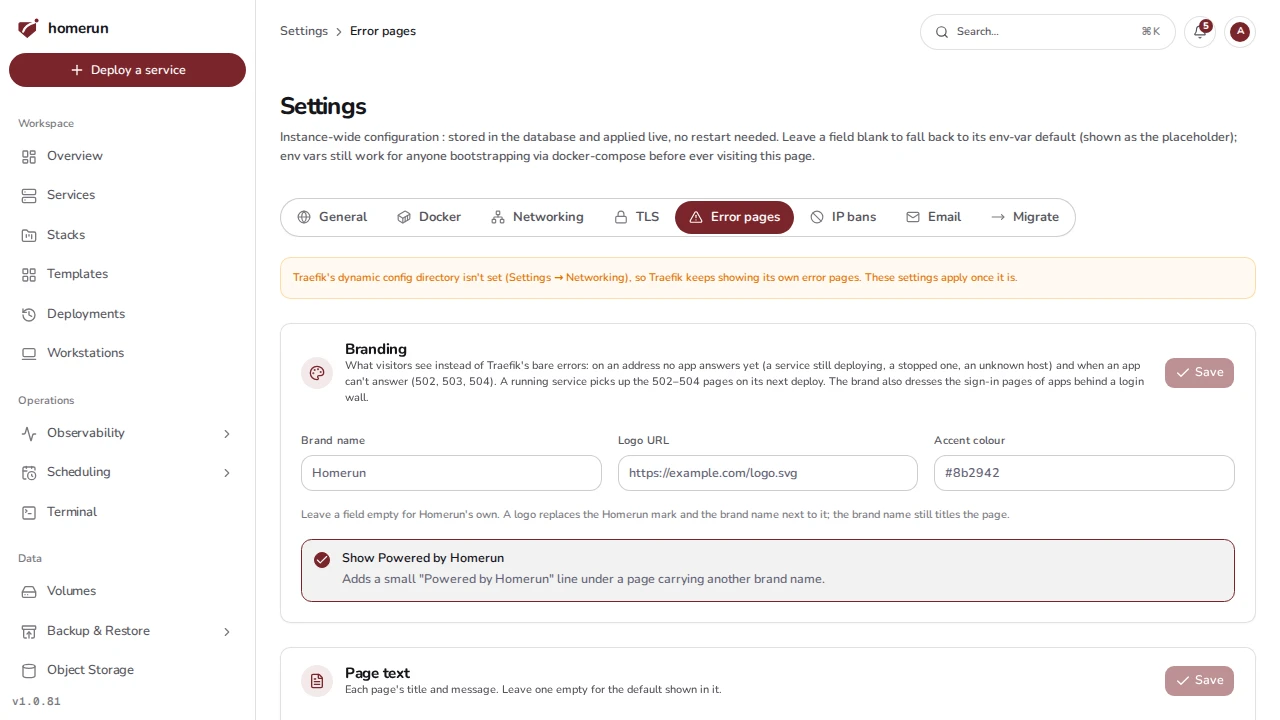 homerun
Deploy a service
Workspace
Overview
Services
Stacks
Templates
Deployments
Workstations
Operations
Observability
Scheduling
Terminal
Data
Volumes
Backup & Restore
Object Storage
v1.0.81
Settings > Error pages
Search... ⌘K
5
A
Settings
Instance-wide configuration : stored in the database and applied live, no restart needed. Leave a field blank to fall back to its env-var default (shown as the placeholder);
env vars still work for anyone bootstrapping via docker-compose before ever visiting this page.
General Docker Networking TLS Error pages IP bans Email Migrate
Traefik's dynamic config directory isn't set (Settings → Networking), so Traefik keeps showing its own error pages. These settings apply once it is.
Branding
What visitors see instead of Traefik's bare errors: on an address no app answers yet (a service still deploying, a stopped one, an unknown host) and when an app
can't answer (502, 503, 504). A running service picks up the 502–504 pages on its next deploy. The brand also dresses the sign-in pages of apps behind a login
wall.
Save
Brand name Logo URL Accent colour
Homerun https://example.com/logo.svg #8b2942
Leave a field empty for Homerun's own. A logo replaces the Homerun mark and the brand name next to it; the brand name still titles the page.
Show Powered by Homerun
Adds a small "Powered by Homerun" line under a page carrying another brand name.
Page text
Each page's title and message. Leave one empty for the default shown in it.
Save